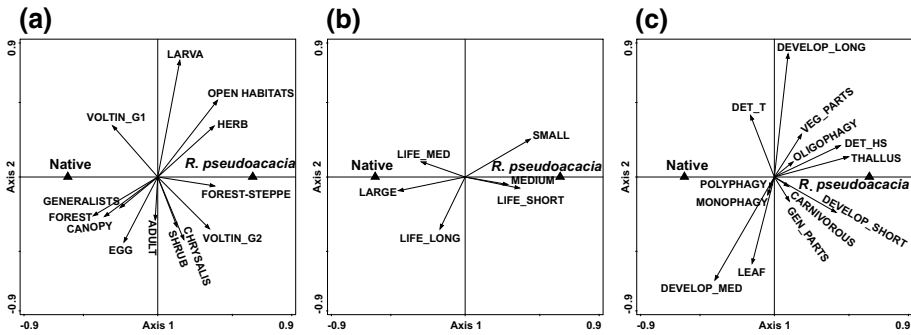 (a)
0.9
LARVA
OPEN HABITATS
VOLTIN_G1
HERB
Native
R. pseudoacacia
Axis 2
FOREST-STEPPE
GENERALISTS
FOREST
CANOPY
ADULT
VOLTIN_G2
EGG
SHRUB
CHRYSALIS
-0.9
-0.9
Axis 1
0.9
(b)
0.9
SMALL
LIFE_MED
Native
R. pseudoacacia
Axis 2
MEDIUM
LARGE
LIFE_SHORT
LIFE_LONG
-0.9
-0.9
Axis 1
0.9
(c)
0.9
DEVELOP_LONG
DET_T
VEG_PARTS
OLIGOPHAGY
DET_HS
THALLUS
Native
Axis 2
POLYPHAGY
R. pseudoacacia
MONOPHAGY
DEVELOP_SHORT
CARNIVOROUS
GEN_PARTS
LEAF
DEVELOP_MED
-0.9
-0.9
Axis 1
0.9